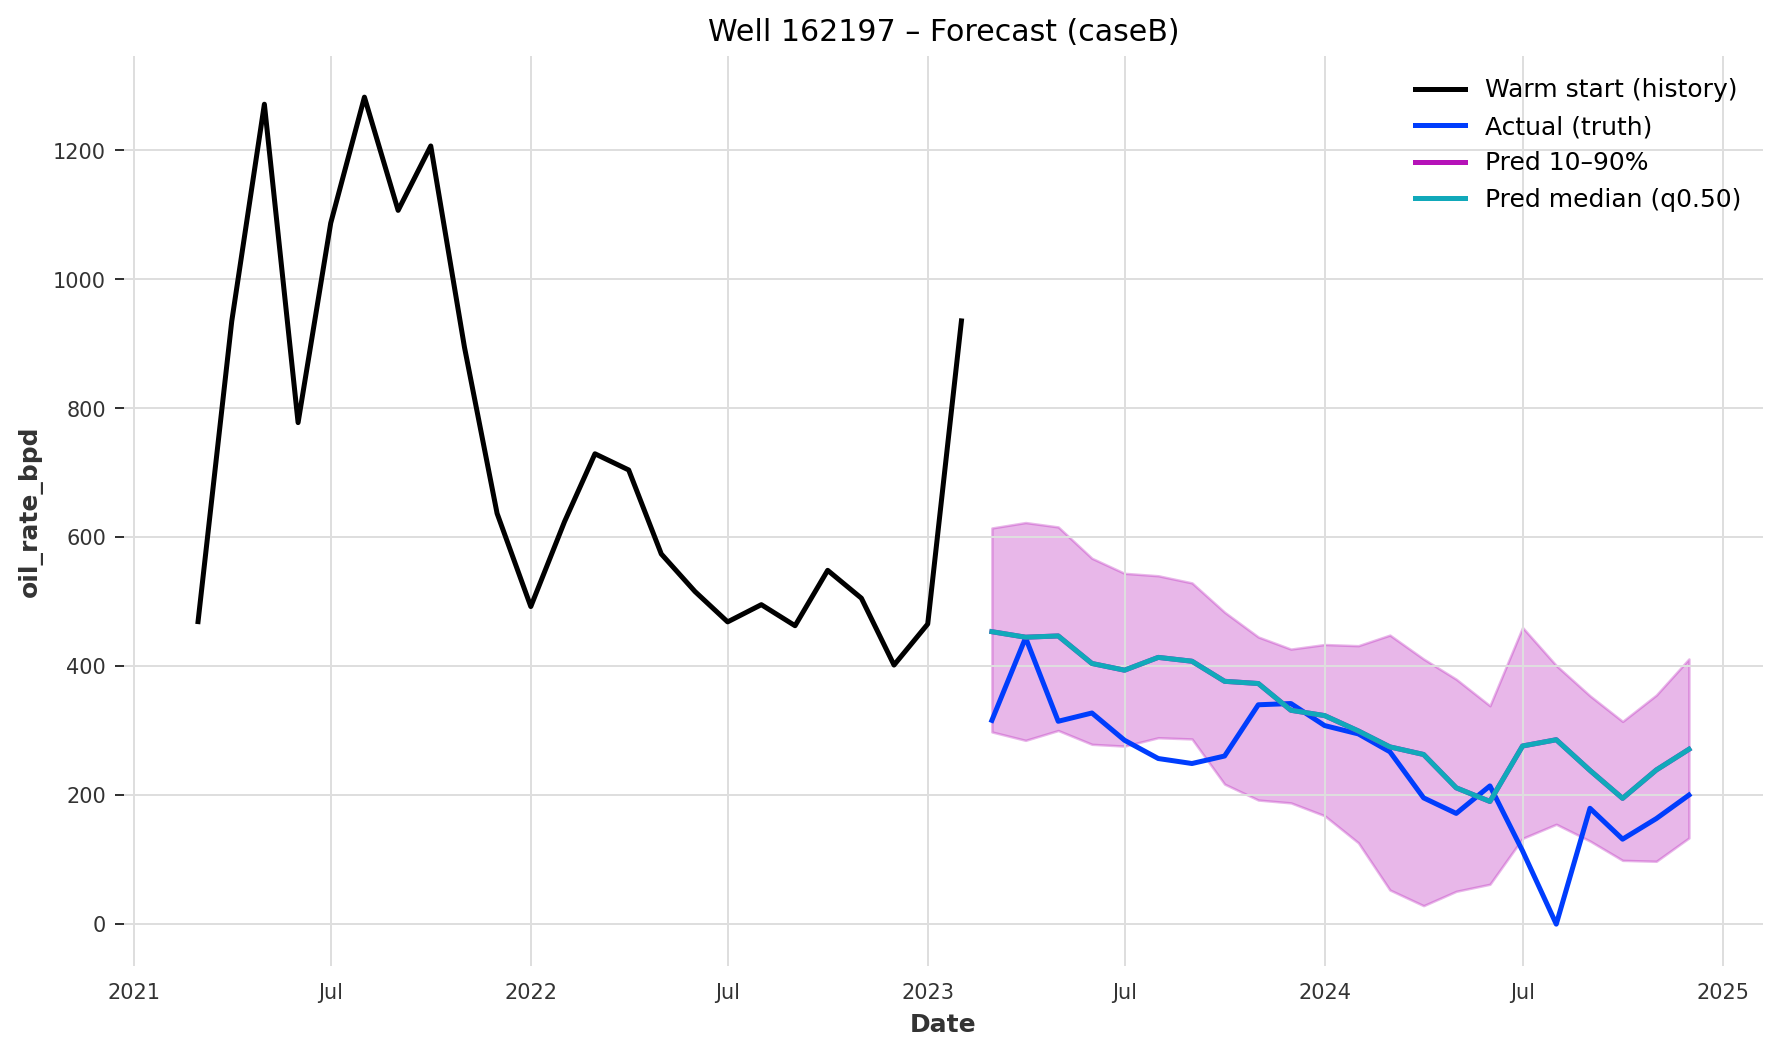 Well 162197 – Forecast (caseB)
Warm start (history)
Actual (truth)
Pred 10–90%
Pred median (q0.50)
oil_rate_bpd
1200
1000
800
600
400
200
0
2021
Jul
2022
Jul
2023
Jul
2024
Jul
2025
Date